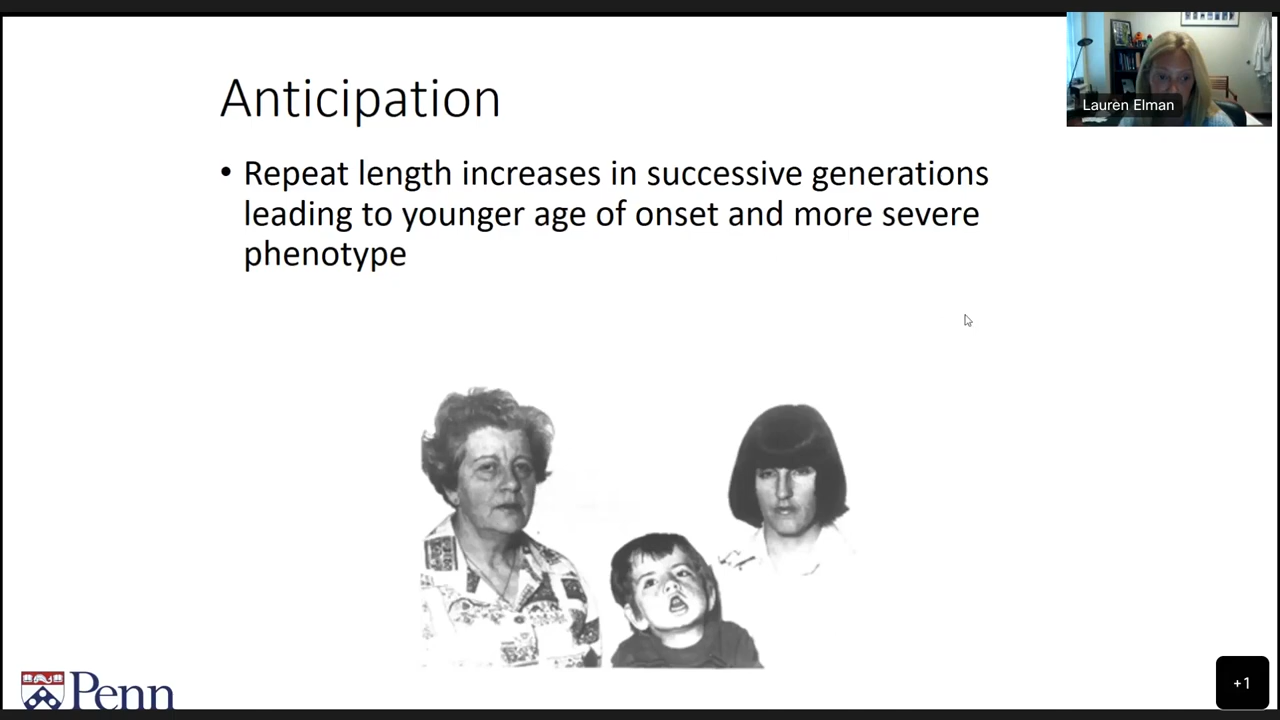 Anticipation
• Repeat length increases in successive generations
leading to younger age of onset and more severe
phenotype
Lauren Elman
Penn
+1